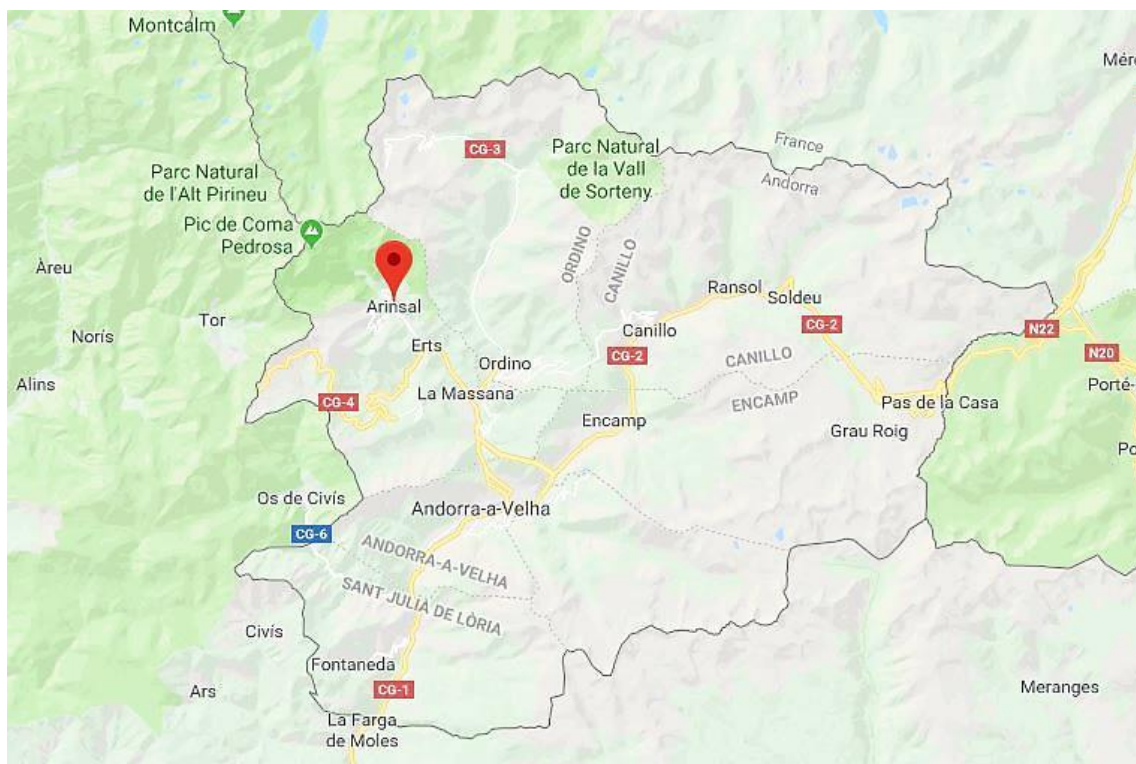 Montcalm
Mére
CG-3
Parc Natural
de la Vall
de Sorteny
France
Andorra
Parc Natural
de l'Alt Pirineu
Pic de Coma
Pedrosa
ORDINO
CANILLO
Àreu
Arinsal
Tor
Ransol
Soldeu
Norís
Erts
Canillo
CG-2
N22
Ordino
CG-2
CANILLO
N20
Alins
La Massana
Porté-
CG-4
ENCAMP
Pas de la Casa
Encamp
Grau Roig
Po
Os de Civís
Andorra-a-Velha
CG-6
ANDORRA-A-VELHA
SANT JULIÀ DE LÒRIA
Civís
Fontaneda
Ars
CG-1
Meranges
La Farga
de Moles